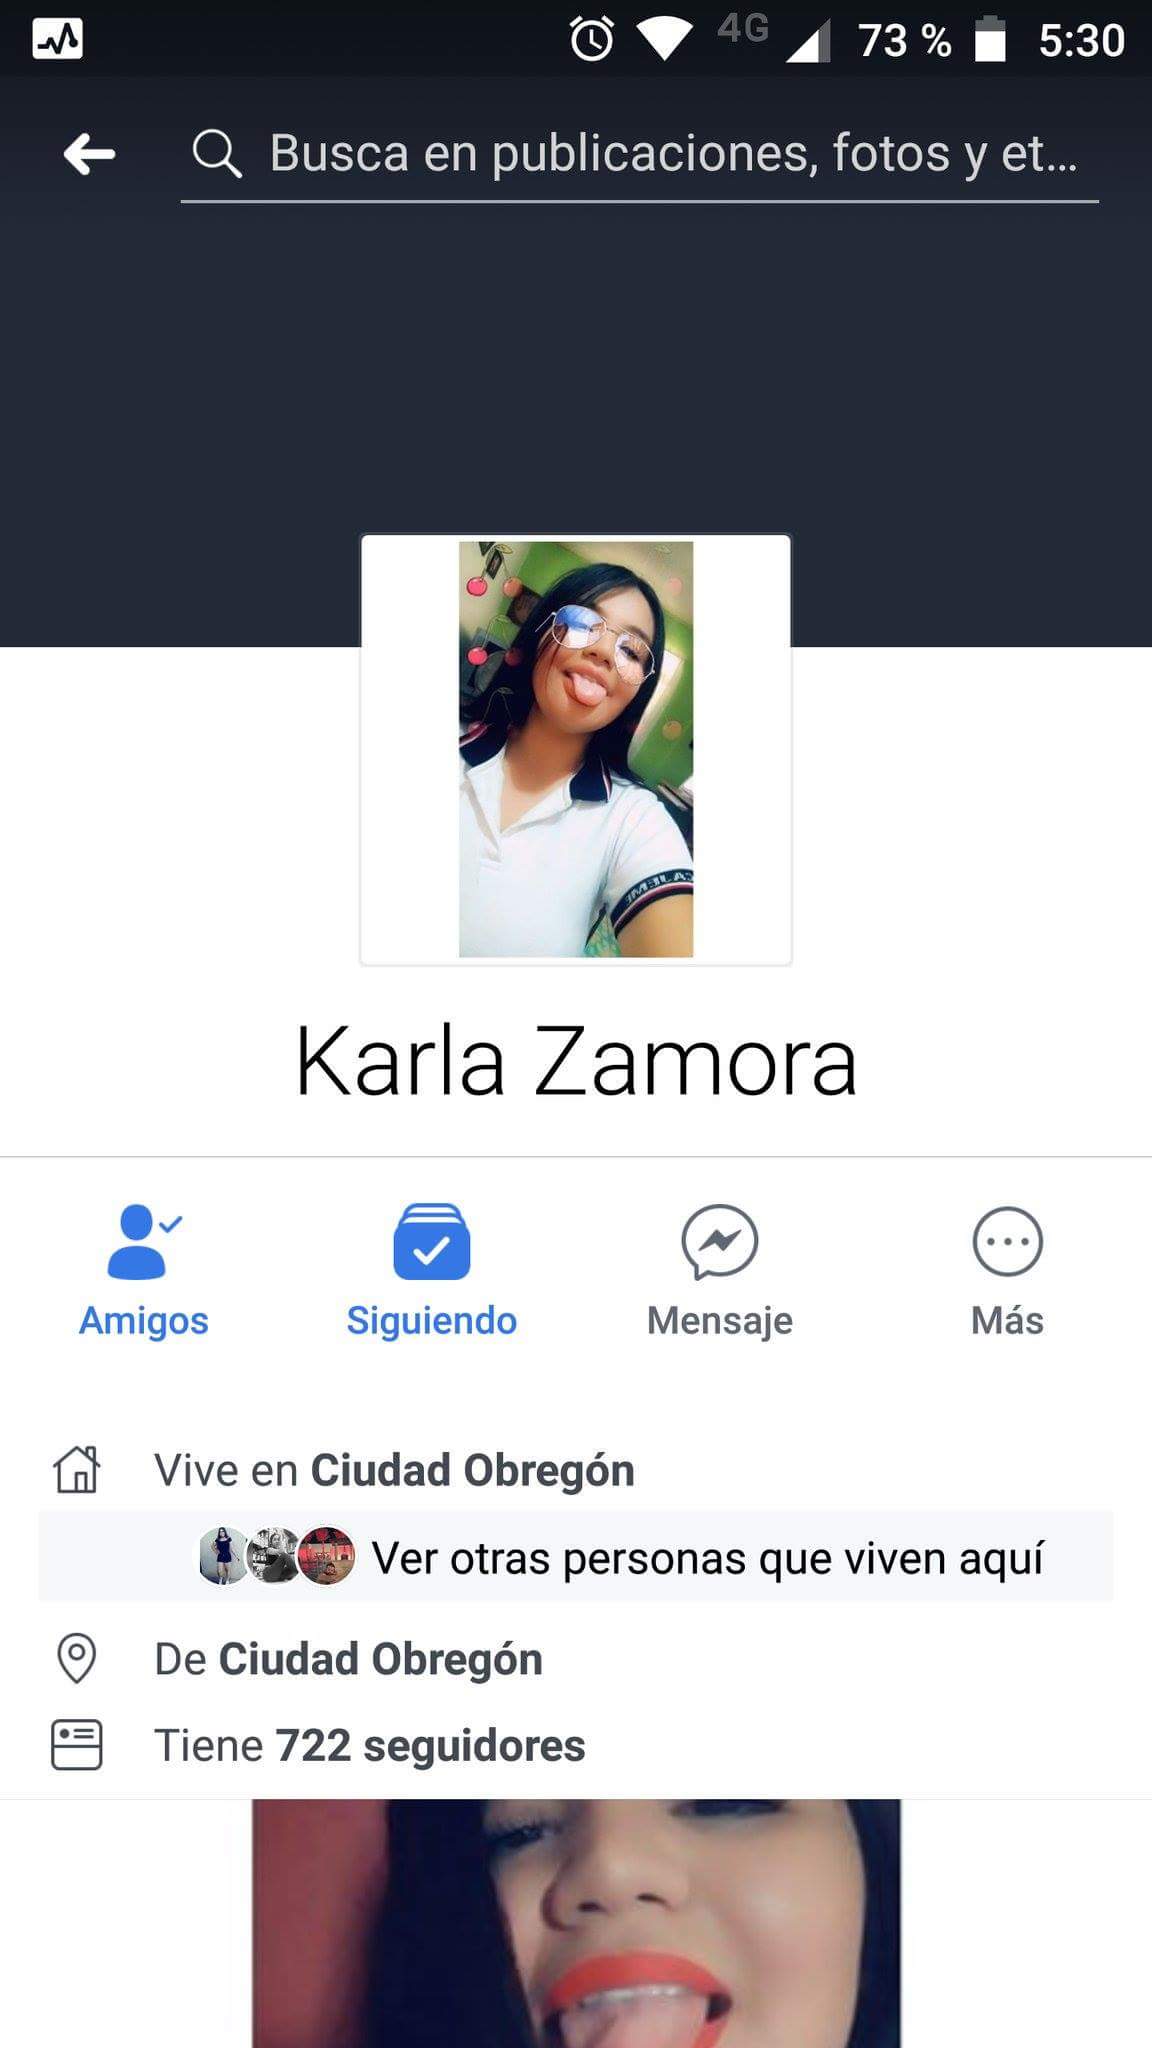 4G 73 % 5:30
Busca en publicaciones, fotos y et...
Karla Zamora
Amigos Siguiendo Mensaje Más
Vive en Ciudad Obregón
Ver otras personas que viven aquí
De Ciudad Obregón
Tiene 722 seguidores